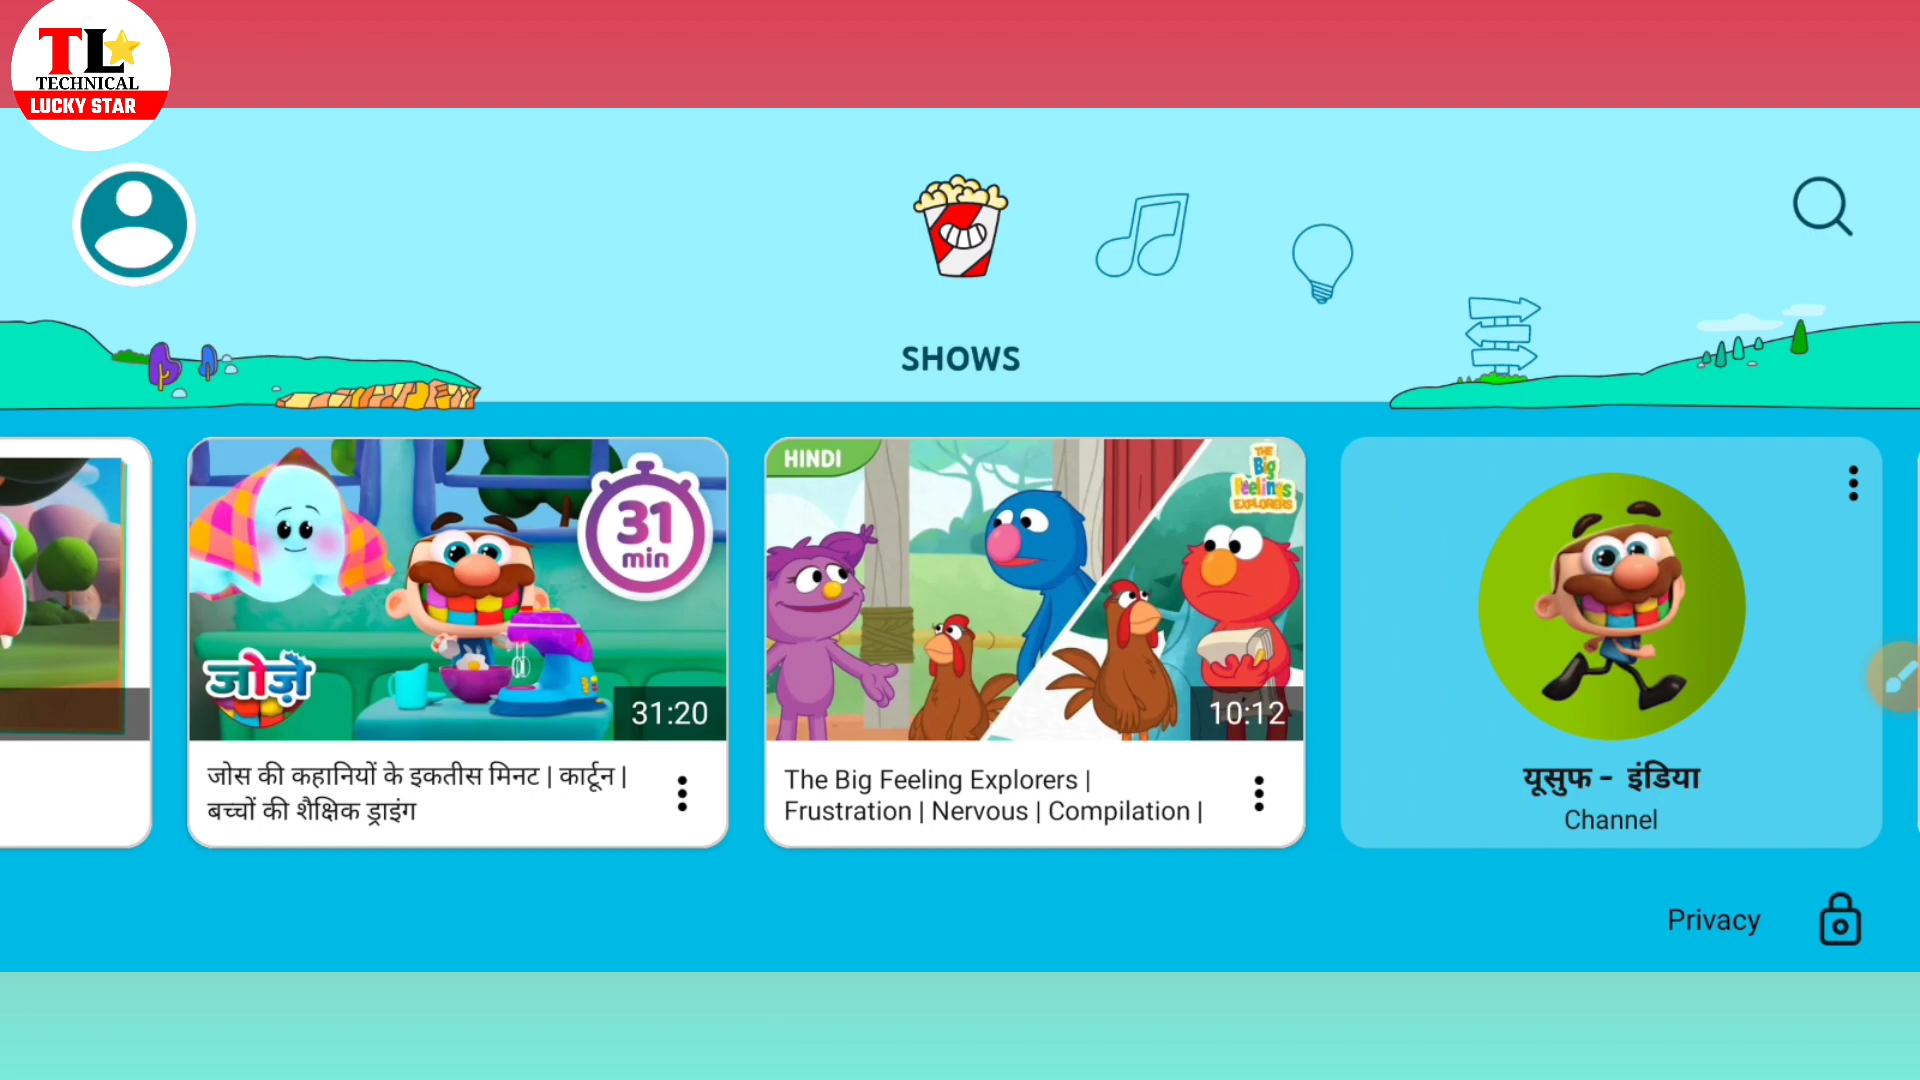 TL
TECHNICAL
LUCKY STAR
SHOWS
31
min
जोज़े
31:20
जोस की कहानियों के इकतीस मिनट | कार्टून |
बच्चों की शैक्षिक ड्राइंग
HINDI
THE
Big
Feelings
EXPLORERS
10:12
The Big Feeling Explorers |
Frustration | Nervous | Compilation |
यूसुफ - इंडिया
Channel
Privacy